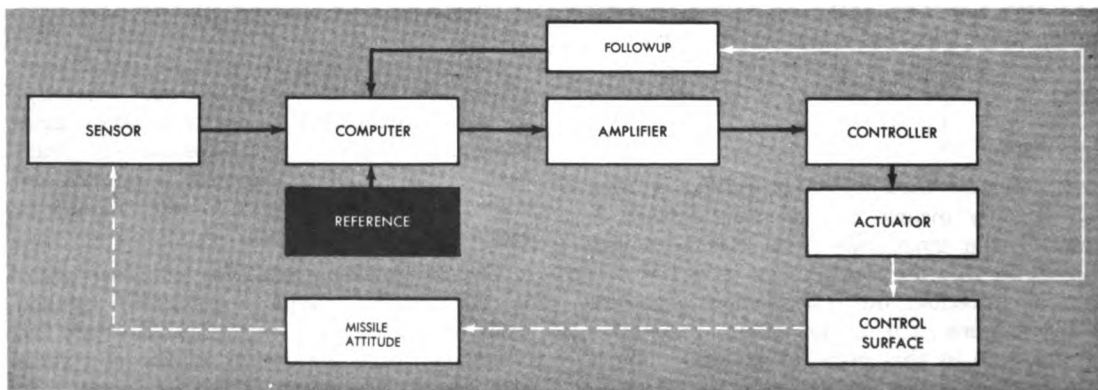 FOLLOWUP
SENSOR
COMPUTER
AMPLIFIER
CONTROLLER
REFERENCE
ACTUATOR
MISSILE
ATTITUDE
CONTROL
SURFACE